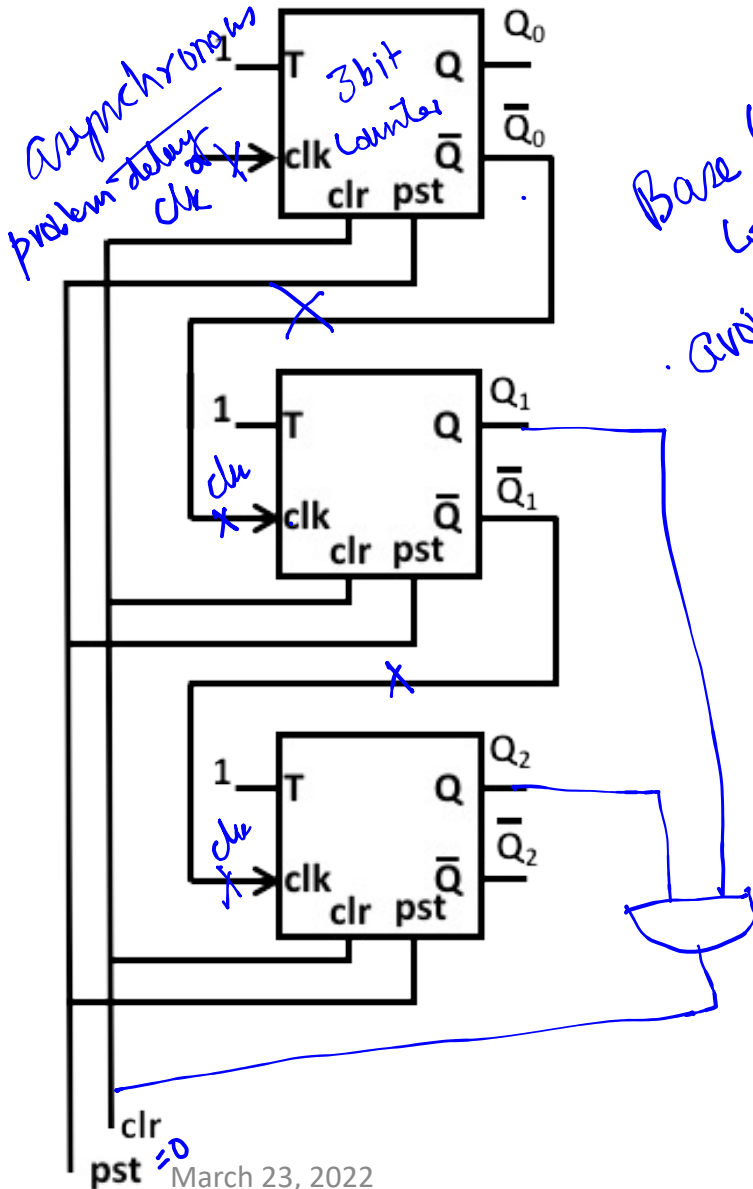 asynchronous
problem delay of clk
1 T Q Q0
3bit counter
clk Q̅ Q̅0
clr pst
Base
avoi
1 T Q Q1
clk
clk Q̅ Q̅1
clr pst
1 T Q Q2
clk
clk Q̅ Q̅2
clr pst
clr
pst =0
March 23, 2022